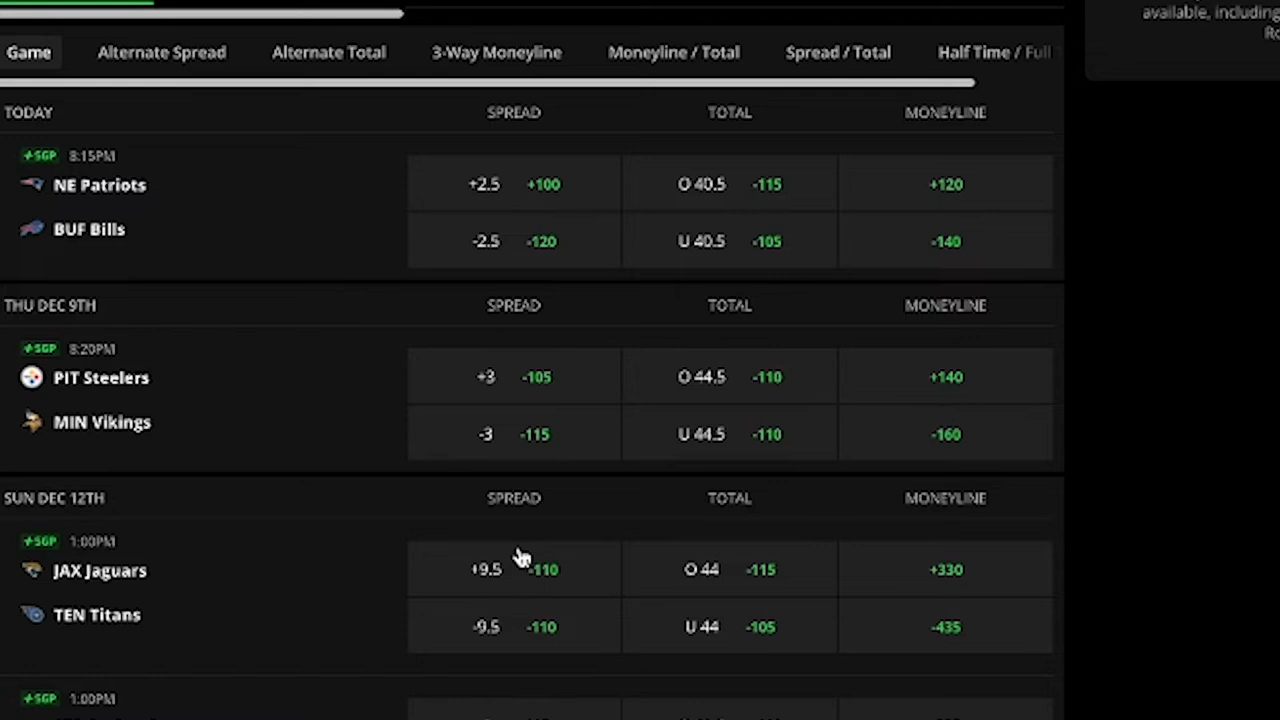 available, including
Ro
Game Alternate Spread Alternate Total 3-Way Moneyline Moneyline / Total Spread / Total Half Time / Full
TODAY SPREAD TOTAL MONEYLINE
+SGP 8:15PM
NE Patriots +2.5 +100 O 40.5 -115 +120
BUF Bills -2.5 -120 U 40.5 -105 -140
THU DEC 9TH SPREAD TOTAL MONEYLINE
+SGP 8:20PM
PIT Steelers +3 -105 O 44.5 -110 +140
MIN Vikings -3 -115 U 44.5 -110 -160
SUN DEC 12TH SPREAD TOTAL MONEYLINE
+SGP 1:00PM
JAX Jaguars +9.5 -110 O 44 -115 +330
TEN Titans -9.5 -110 U 44 -105 -435
+SGP 1:00PM